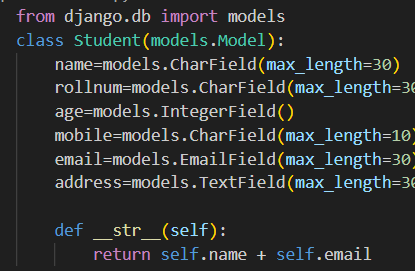 from django.db import models
class Student(models.Model):
    name=models.CharField(max_length=30)
    rollnum=models.CharField(max_length=30
    age=models.IntegerField()
    mobile=models.CharField(max_length=10)
    email=models.EmailField(max_length=30)
    address=models.TextField(max_length=30

    def __str__(self):
        return self.name + self.email